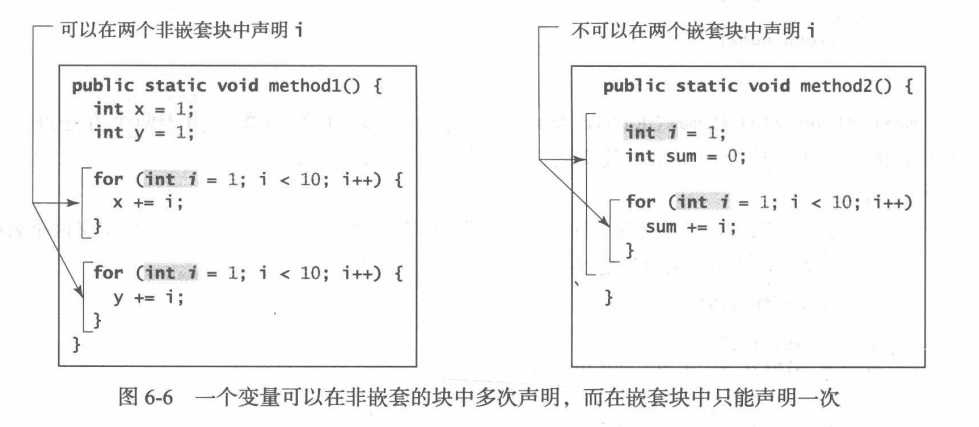 可以在两个非嵌套块中声明 i
public static void method1() {
int x = 1;
int y = 1;
for (int i = 1; i < 10; i++) {
x += i;
}
for (int i = 1; i < 10; i++) {
y += i;
}
}
不可以在两个嵌套块中声明 i
public static void method2() {
int i = 1;
int sum = 0;
for (int i = 1; i < 10; i++)
sum += i;
}
}
图 6-6 一个变量可以在非嵌套的块中多次声明，而在嵌套块中只能声明一次